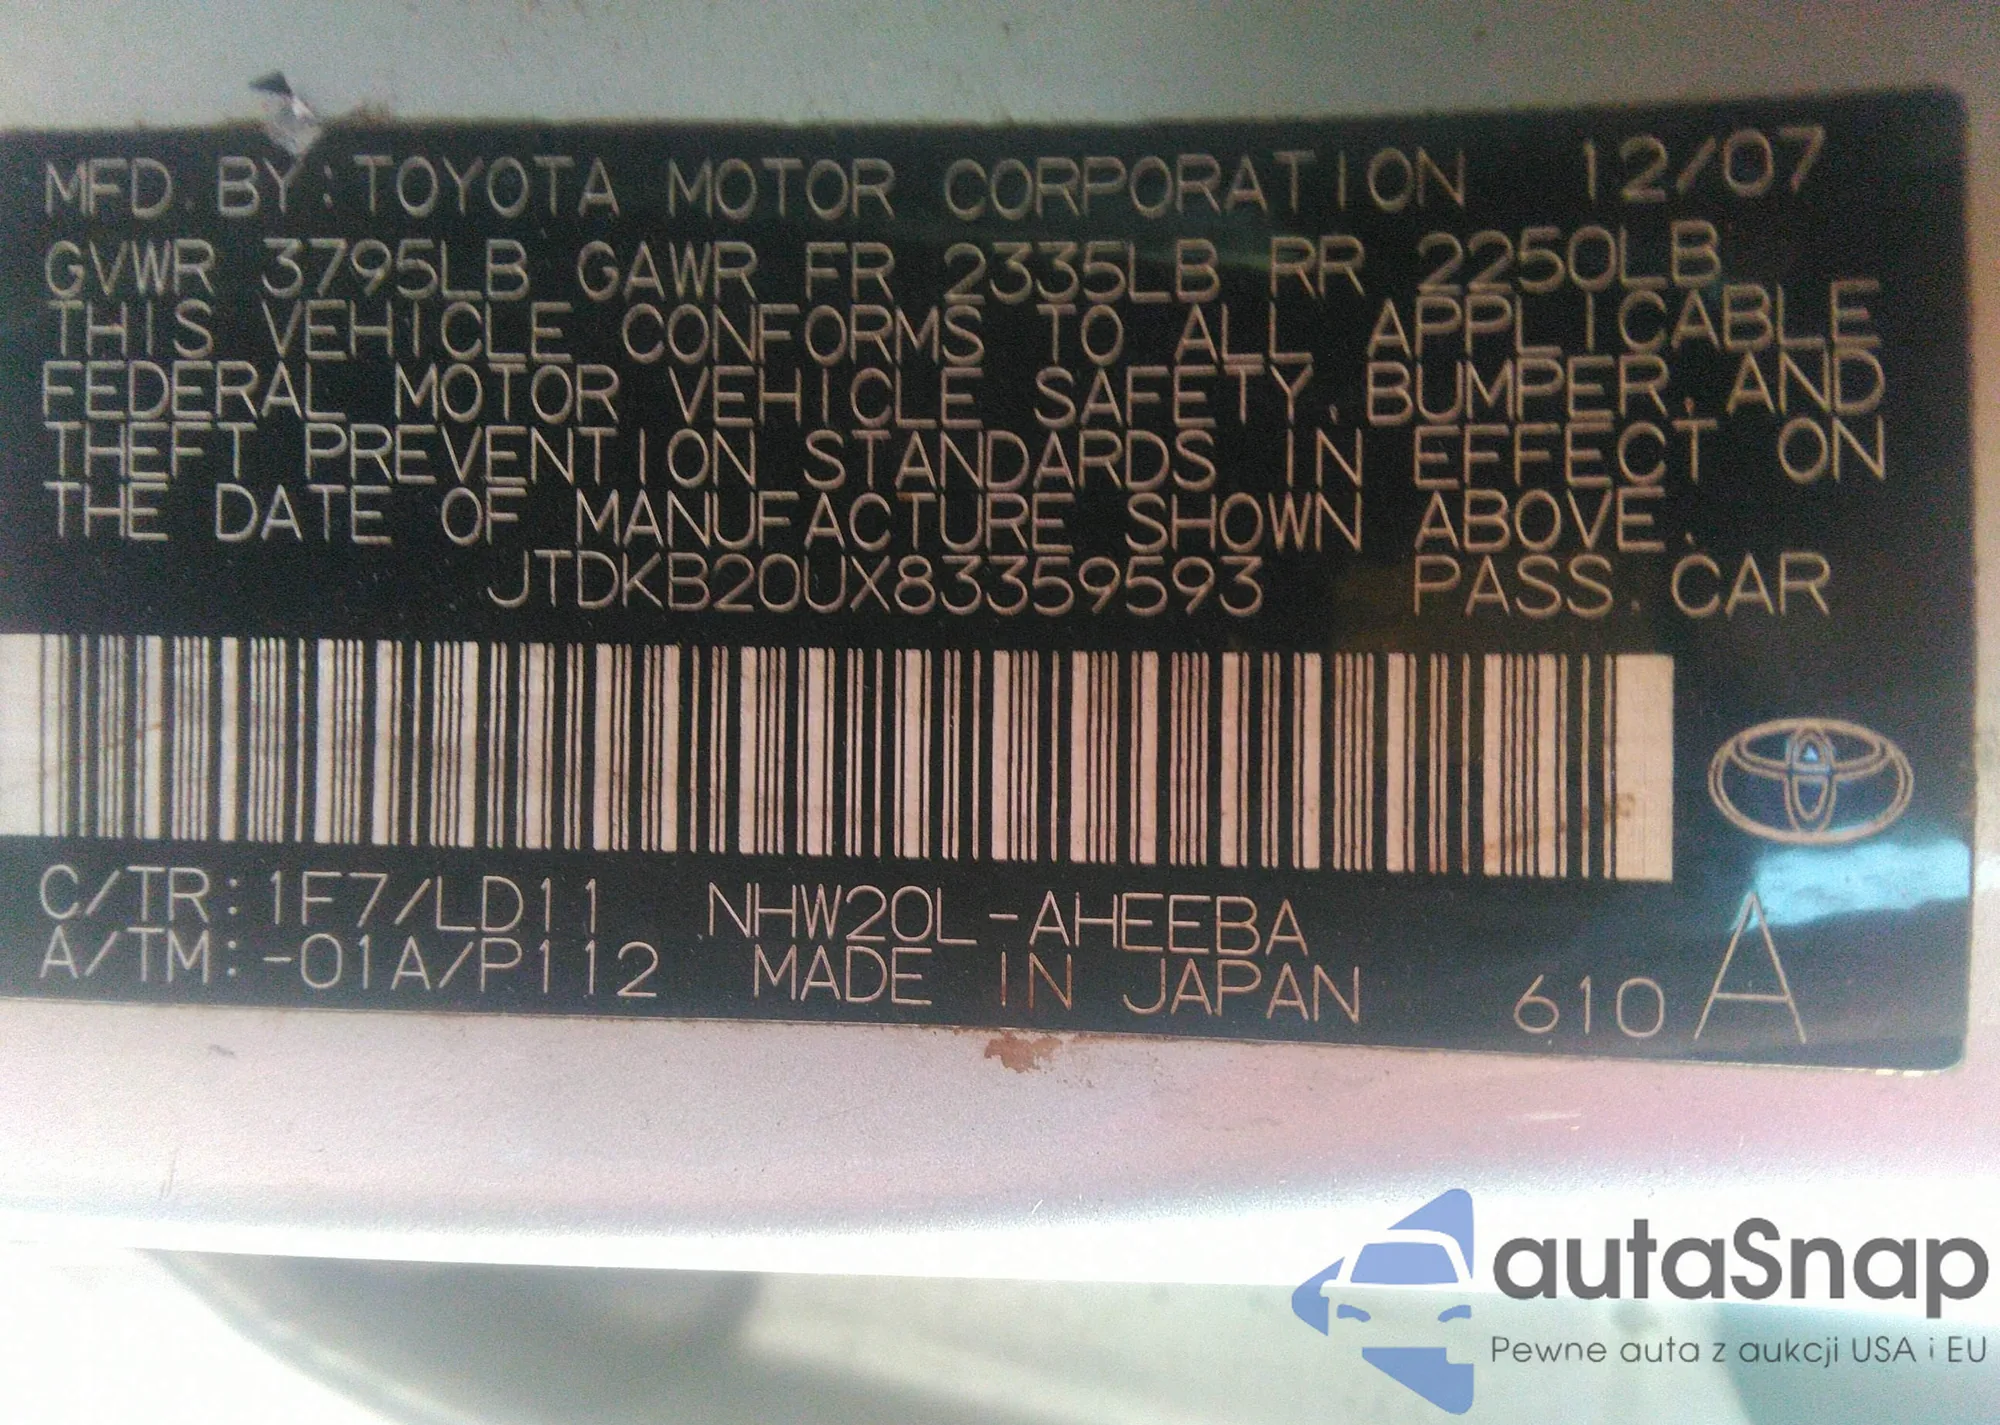 MFD. BY: TOYOTA MOTOR CORPORATION 12/07
GVWR 3795LB GAWR FR 2335LB RR 2250LB
THIS VEHICLE CONFORMS TO ALL APPLICABLE
FEDERAL MOTOR VEHICLE SAFETY, BUMPER, AND
THEFT PREVENTION STANDARDS IN EFFECT ON
THE DATE OF MANUFACTURE SHOWN ABOVE.
JTDKB20UX83359593 PASS. CAR
C/TR: 1F7/LD11 NHW20L-AHEEBA
A/TM: -01A/P112 MADE IN JAPAN 610 A
autaSnap
Pewne auta z aukcji USA i EU